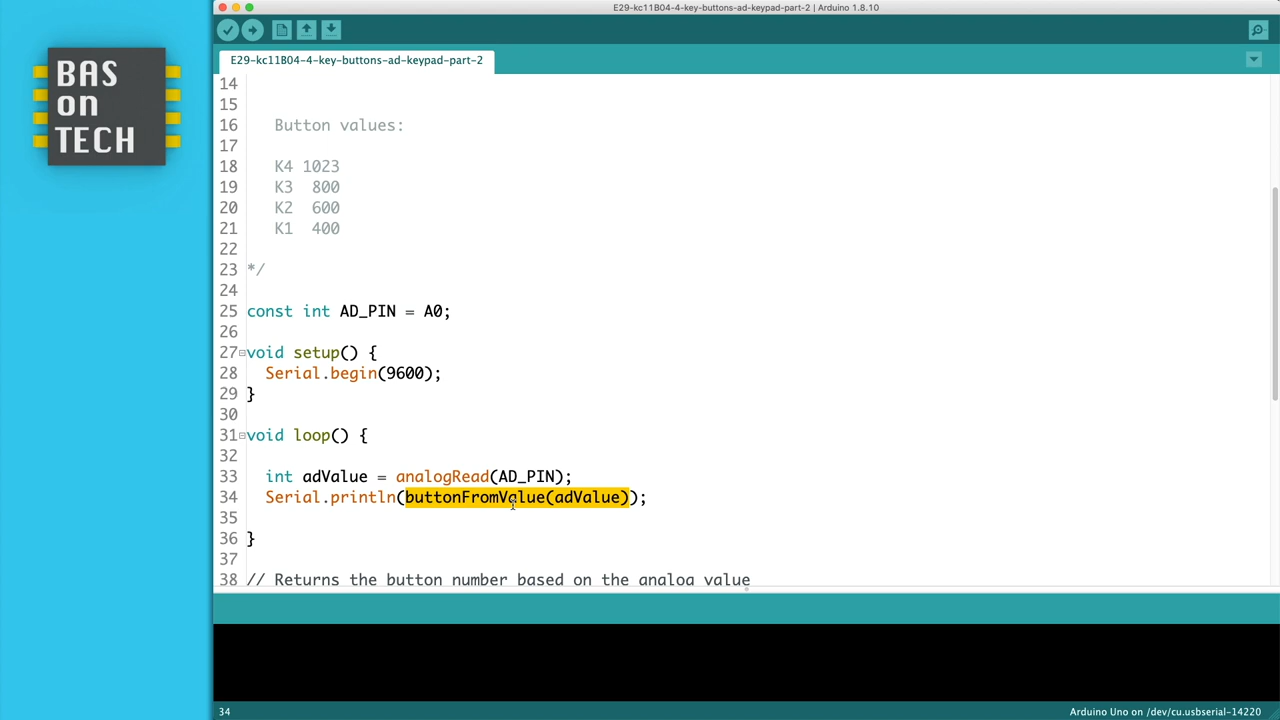 E29-kc11B04-4-key-buttons-ad-keypad-part-2 | Arduino 1.8.10
BAS
on
TECH
E29-kc11B04-4-key-buttons-ad-keypad-part-2
14
15
16 Button values:
17
18 K4 1023
19 K3 800
20 K2 600
21 K1 400
22
23 */
24
25 const int AD_PIN = A0;
26
27 void setup() {
28 Serial.begin(9600);
29 }
30
31 void loop() {
32
33 int adValue = analogRead(AD_PIN);
34 Serial.println(buttonFromValue(adValue));
35
36 }
37
38 // Returns the button number based on the analog value
34
Arduino Uno on /dev/cu.usbserial-14220